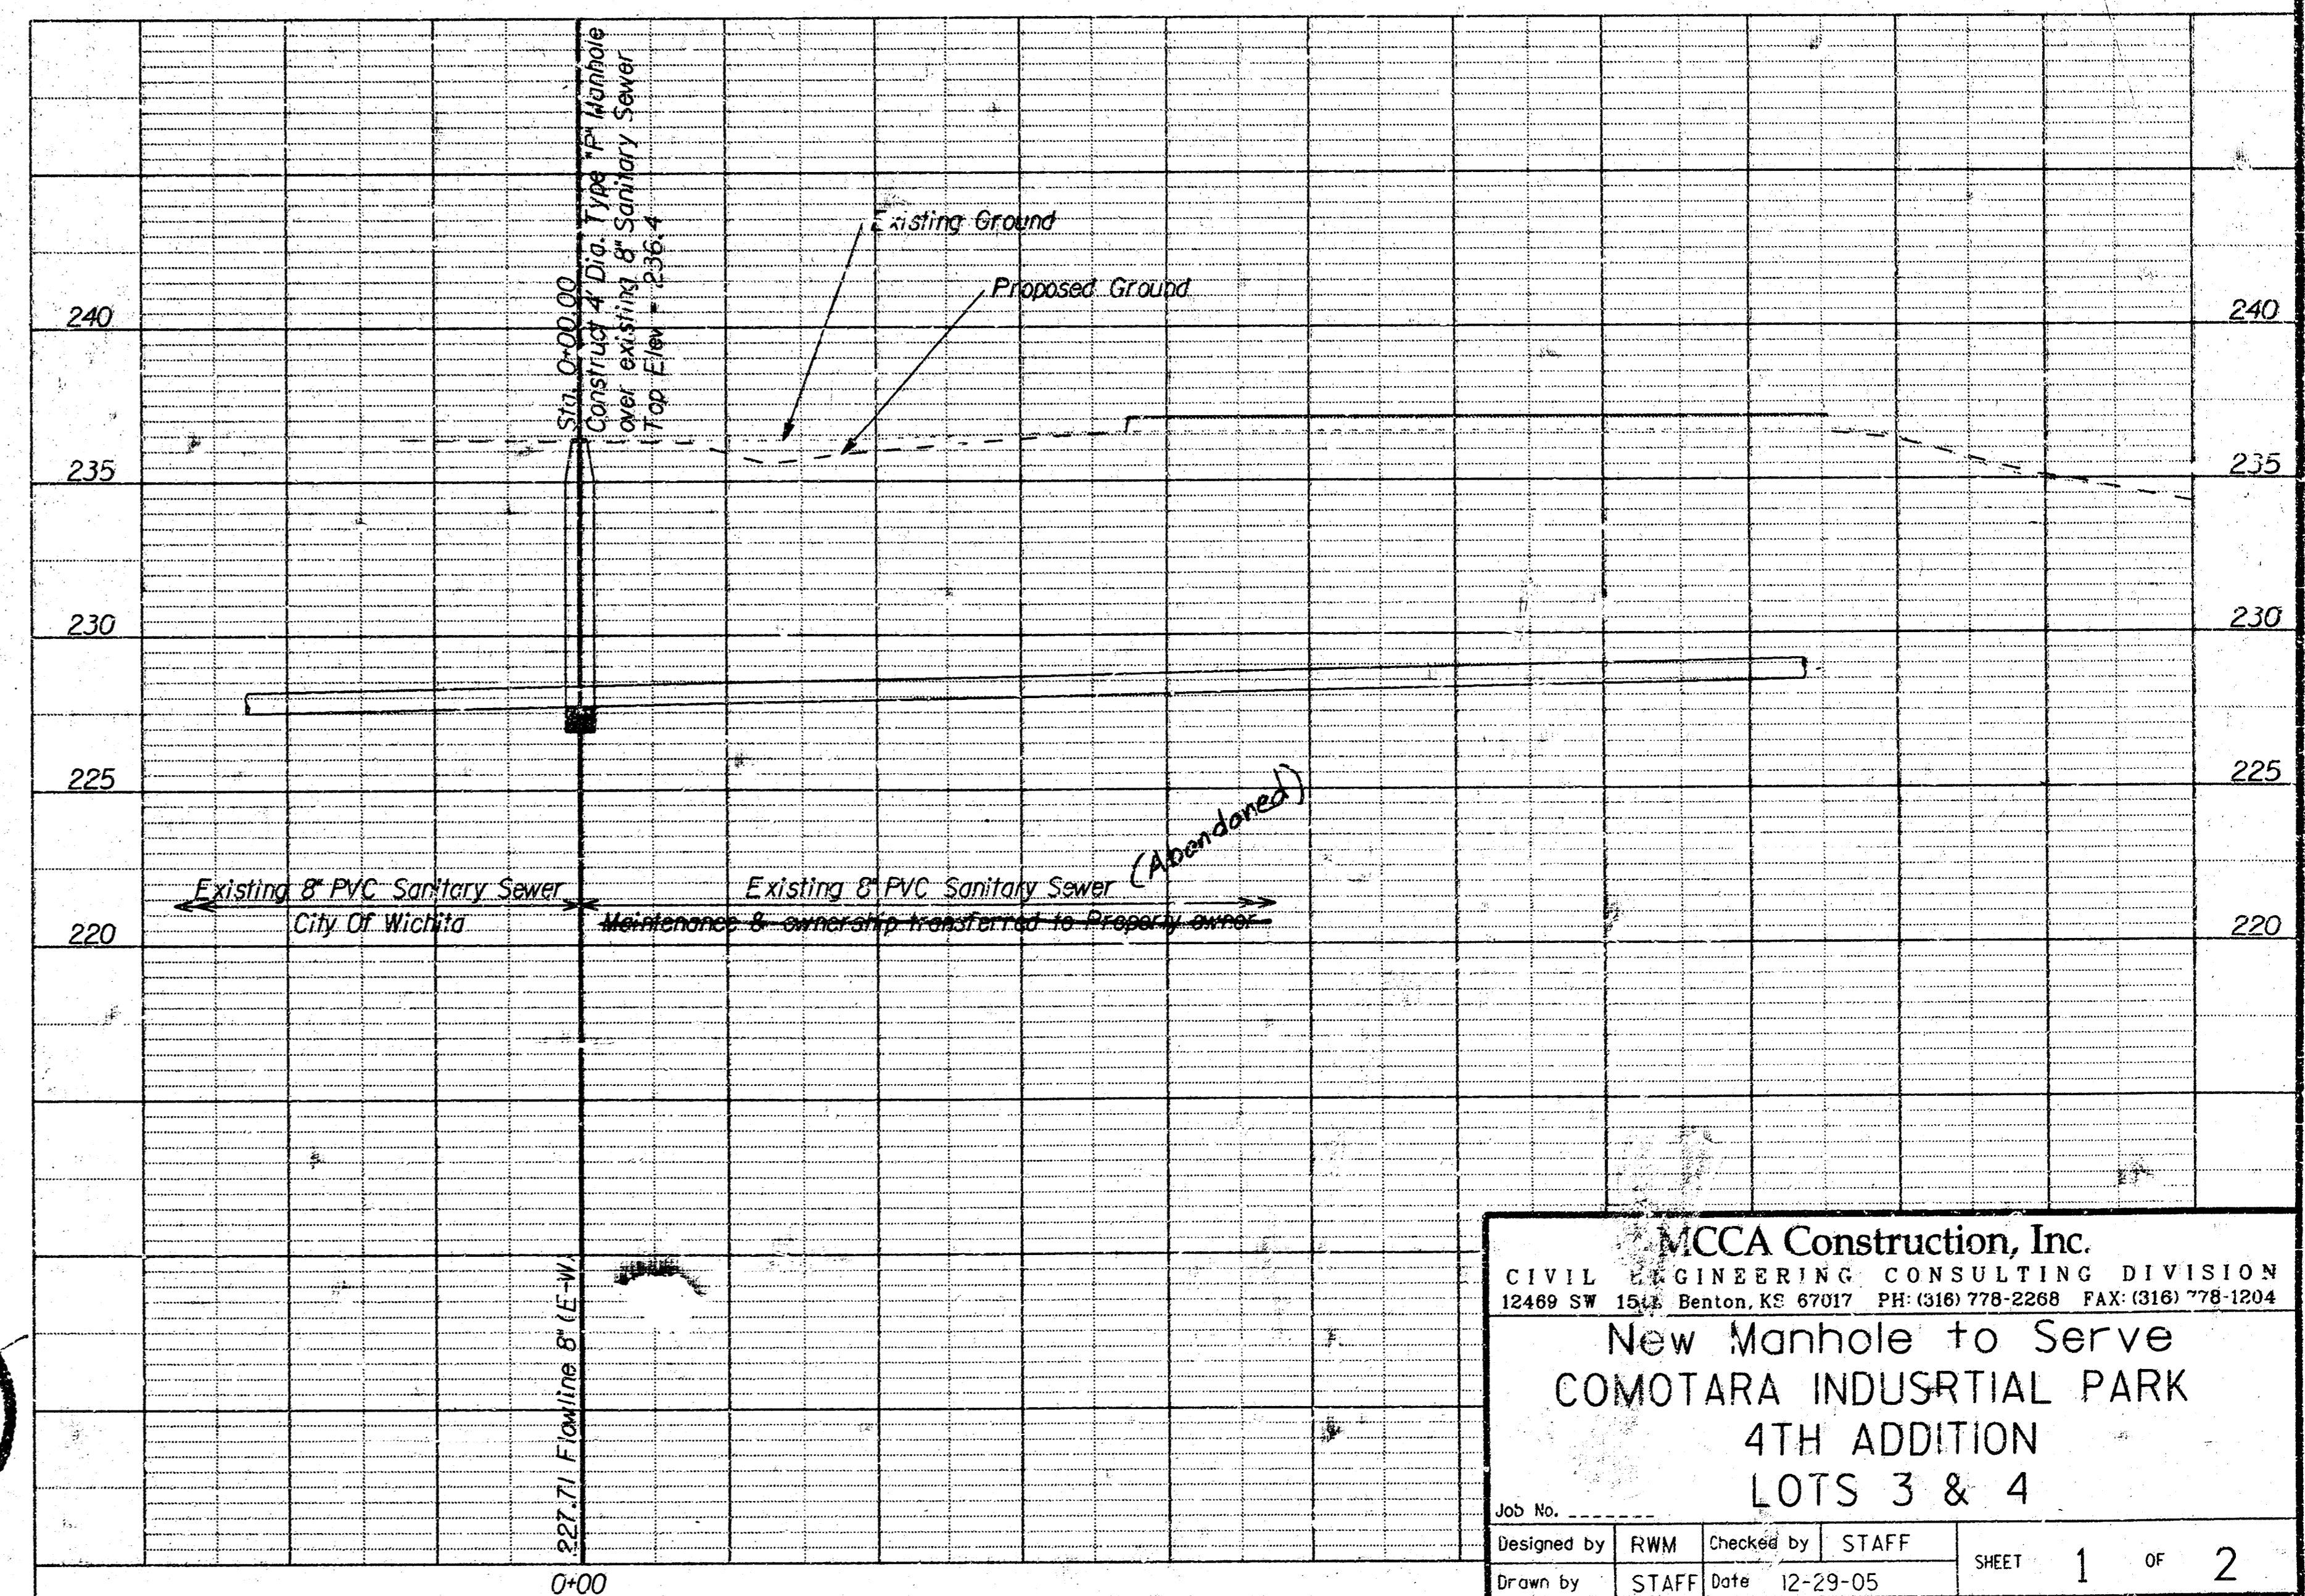 Sta. 0+00.00
Construct 4' Dia. Type "P" Manhole
over existing 8" Sanitary Sewer
Top Elev = 236.4
Existing Ground
Proposed Ground
240
240
235
235
230
230
225
225
220
220
(Abandoned)
Existing 8" PVC Sanitary Sewer
City Of Wichita
Existing 8" PVC Sanitary Sewer
Maintenance & ownership transferred to Property owner
227.71 Flowline 8" (E-W)
0+00
MCCA Construction, Inc.
CIVIL ENGINEERING CONSULTING DIVISION
12469 SW Benton, KS 67017 PH: (316) 778-2268 FAX: (316) 778-1204
New Manhole to Serve
COMOTARA INDUSRTIAL PARK
4TH ADDITION
LOTS 3 & 4
Job No. _______
Designed by RWM Checked by STAFF
Drawn by STAFF Date 12-29-05
SHEET 1 OF 2